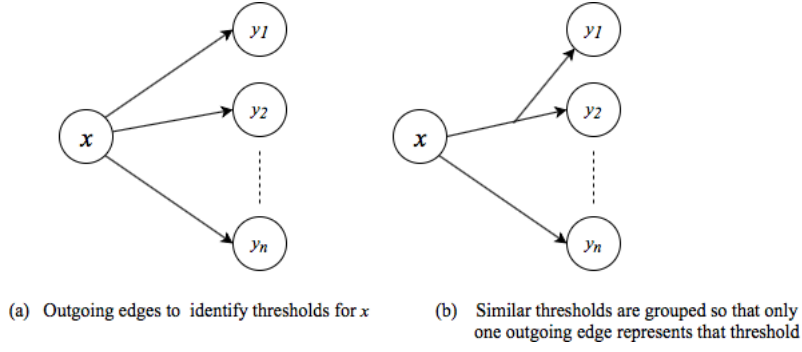 y1
y1
x
y2
x
y2
yn
yn
(a) Outgoing edges to identify thresholds for x
(b) Similar thresholds are grouped so that only
one outgoing edge represents that threshold